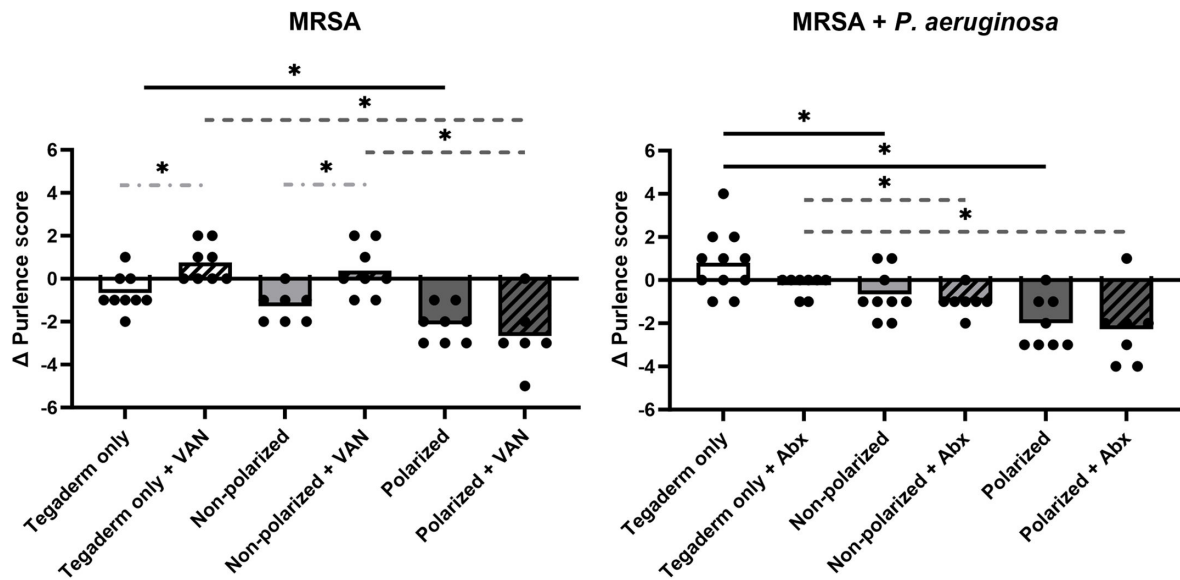 MRSA
*
*
*
*
*
6
4
2
0
-2
-4
-6
Δ Purlence score
Tegaderm only
Tegaderm only + VAN
Non-polarized
Non-polarized + VAN
Polarized
Polarized + VAN
MRSA + P. aeruginosa
*
*
*
*
6
4
2
0
-2
-4
-6
Δ Purlence score
Tegaderm only
Tegaderm only + Abx
Non-polarized
Non-polarized + Abx
Polarized
Polarized + Abx